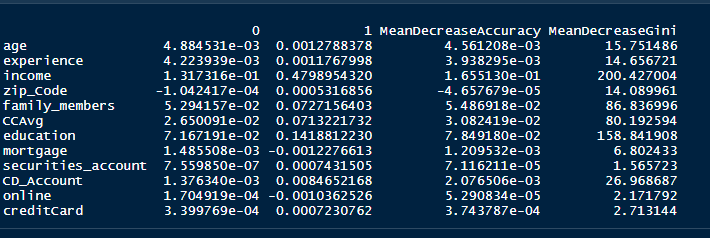 0 1 MeanDecreaseAccuracy MeanDecreaseGini
age 4.884531e-03 0.0012788378 4.561208e-03 15.751486
experience 4.223939e-03 0.0011767998 3.938295e-03 14.656721
income 1.317316e-01 0.4798954320 1.655130e-01 200.427004
zip_Code -1.042417e-04 0.0005316856 -4.657679e-05 14.089961
family_members 5.294157e-02 0.0727156403 5.486918e-02 86.836996
CCAvg 2.650091e-02 0.0713221732 3.082419e-02 80.192594
education 7.167191e-02 0.1418812230 7.849180e-02 158.841908
mortgage 1.485508e-03 -0.0012276613 1.209532e-03 6.802433
securities_account 7.559850e-07 0.0007431505 7.116211e-05 1.565723
CD_Account 1.376340e-03 0.0084652168 2.076506e-03 26.968687
online 1.704919e-04 -0.0010362526 5.290834e-05 2.171792
creditCard 3.399769e-04 0.0007230762 3.743787e-04 2.713144